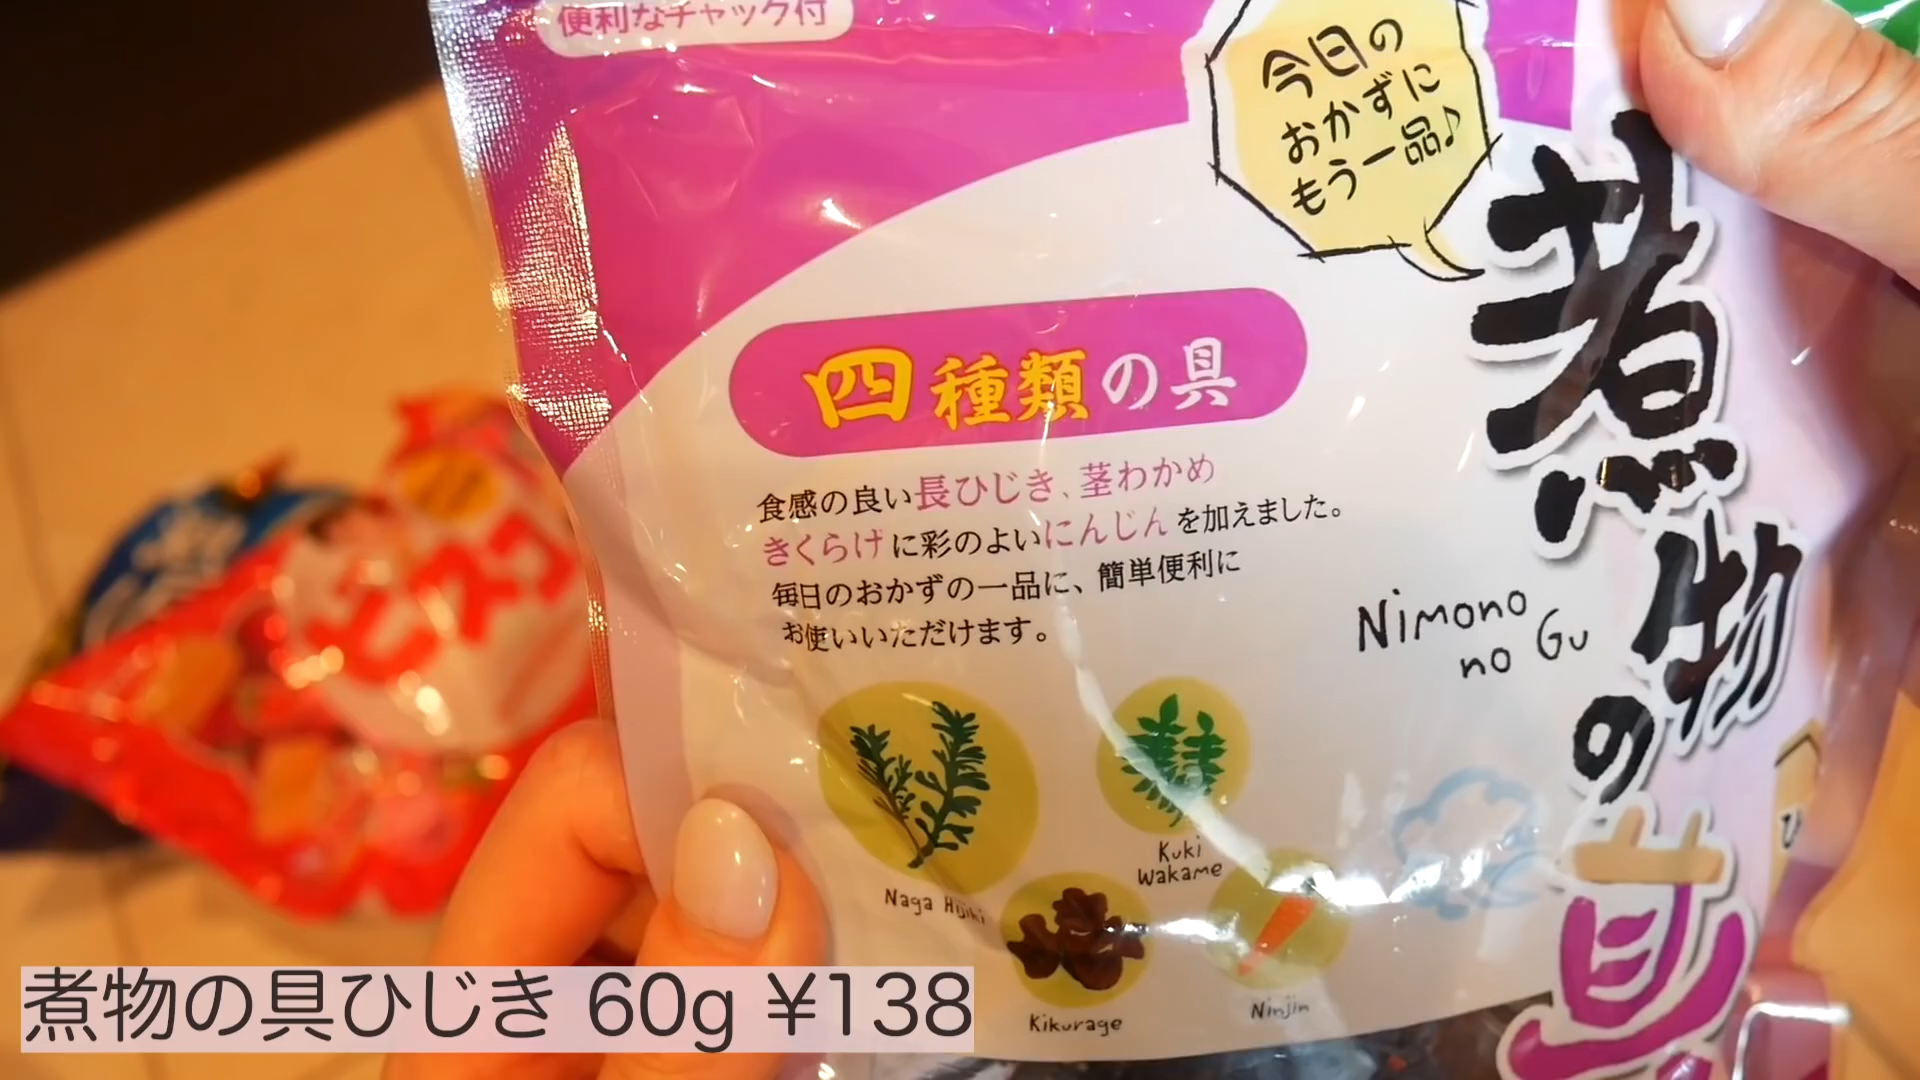 便利なチャック付
今日の
おかずに
もう一品♪
煮物の具
四種類の具
食感の良い長ひじき、茎わかめ
きくらげに彩のよいにんじんを加えました。
毎日のおかずの一品に、簡単便利に
お使いいただけます。
Nimono
no Gu
Kuki
Wakame
Naga Hijiki
Kikurage
Ninjin
煮物の具ひじき 60g ¥138